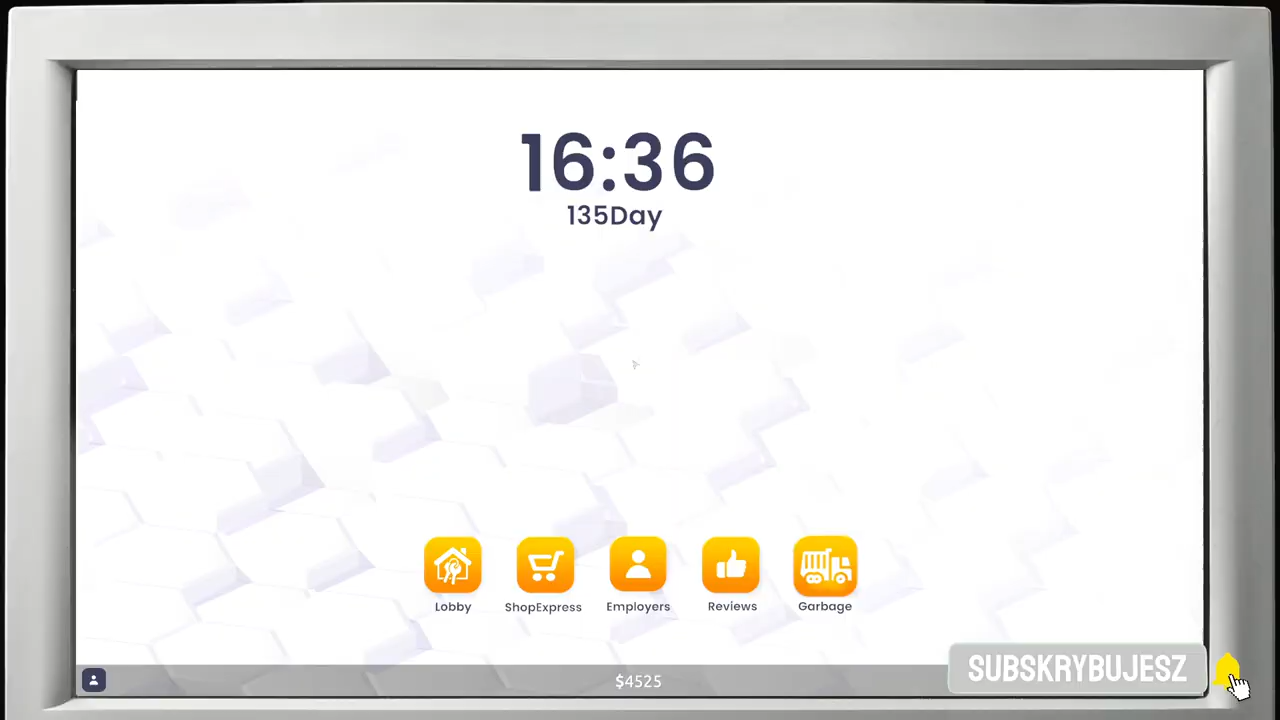 16:36
135Day
Lobby
ShopExpress
Employers
Reviews
Garbage
$4525
SUBSKRYBUJESZ